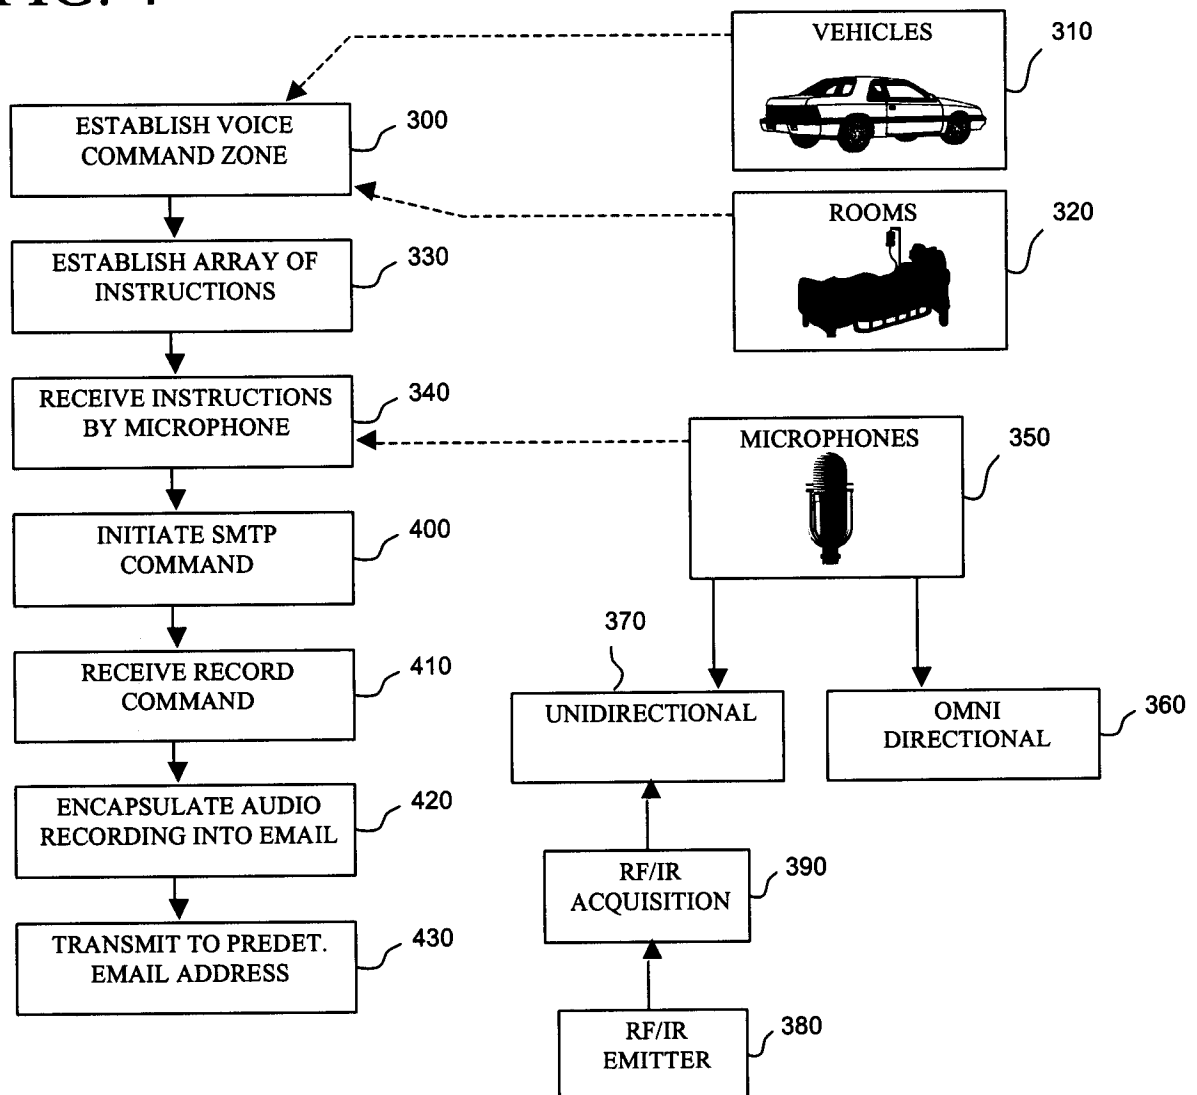 FIG. 4
VEHICLES
310
ESTABLISH VOICE
COMMAND ZONE
300
ROOMS
320
ESTABLISH ARRAY OF
INSTRUCTIONS
330
RECEIVE INSTRUCTIONS
BY MICROPHONE
340
MICROPHONES
350
INITIATE SMTP
COMMAND
400
370
RECEIVE RECORD
COMMAND
410
UNIDIRECTIONAL
OMNI
DIRECTIONAL
360
ENCAPSULATE AUDIO
RECORDING INTO EMAIL
420
RF/IR
ACQUISITION
390
TRANSMIT TO PREDET.
EMAIL ADDRESS
430
RF/IR
EMITTER
380